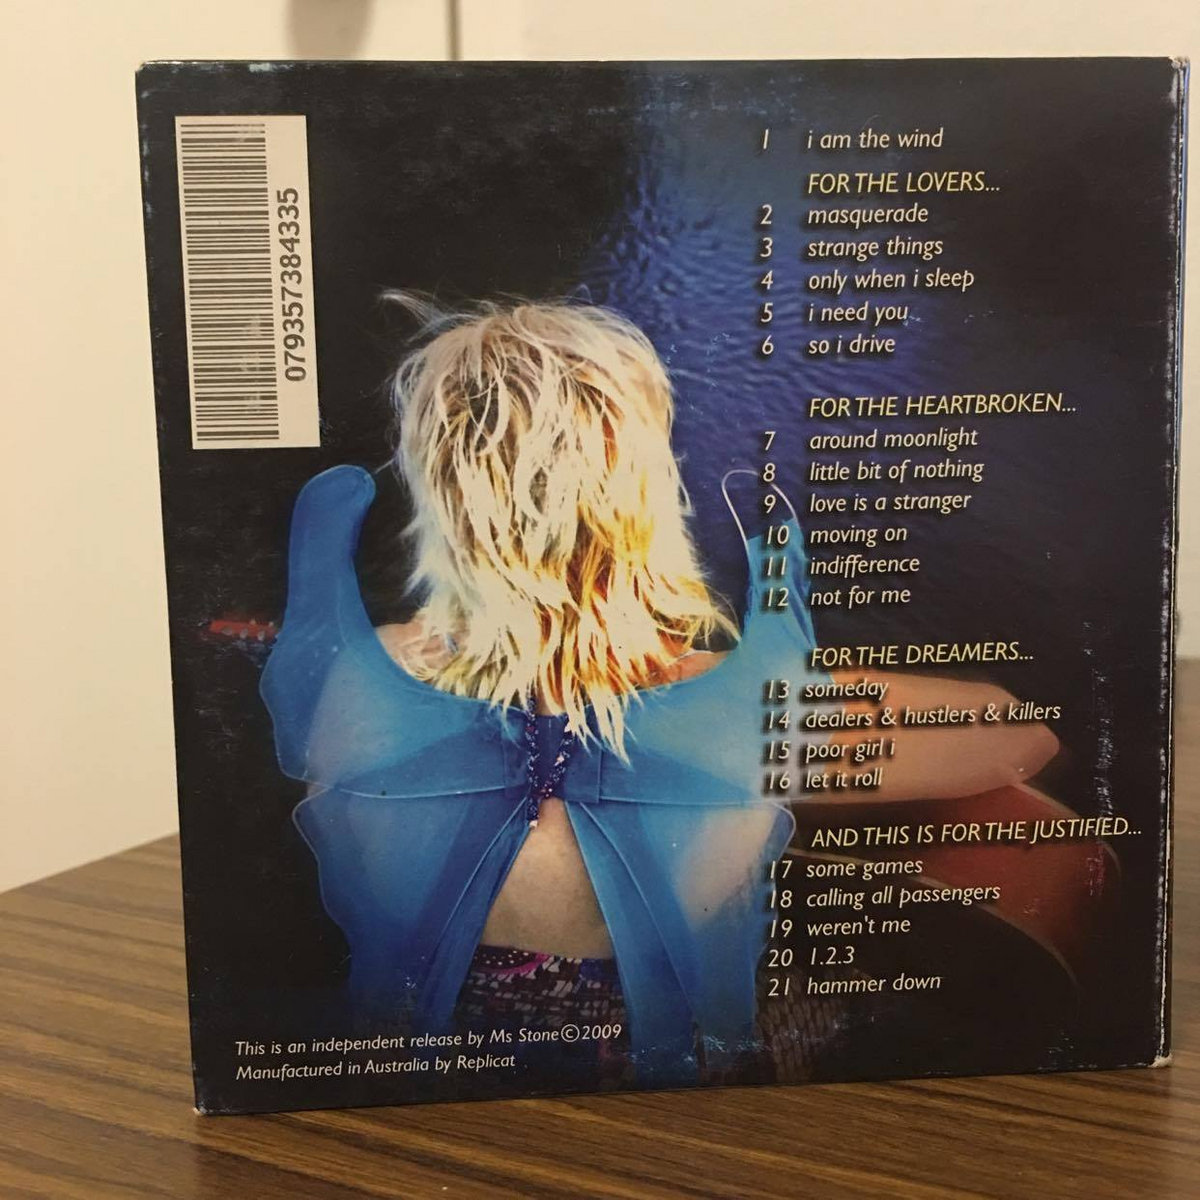 079357384335
1 i am the wind
FOR THE LOVERS...
2 masquerade
3 strange things
4 only when i sleep
5 i need you
6 so i drive
FOR THE HEARTBROKEN...
7 around moonlight
8 little bit of nothing
9 love is a stranger
10 moving on
11 indifference
12 not for me
FOR THE DREAMERS...
13 someday
14 dealers & hustlers & killers
15 poor girl i
16 let it roll
AND THIS IS FOR THE JUSTIFIED...
17 some games
18 calling all passengers
19 weren't me
20 1.2.3
21 hammer down
This is an independent release by Ms Stone©2009
Manufactured in Australia by Replicat